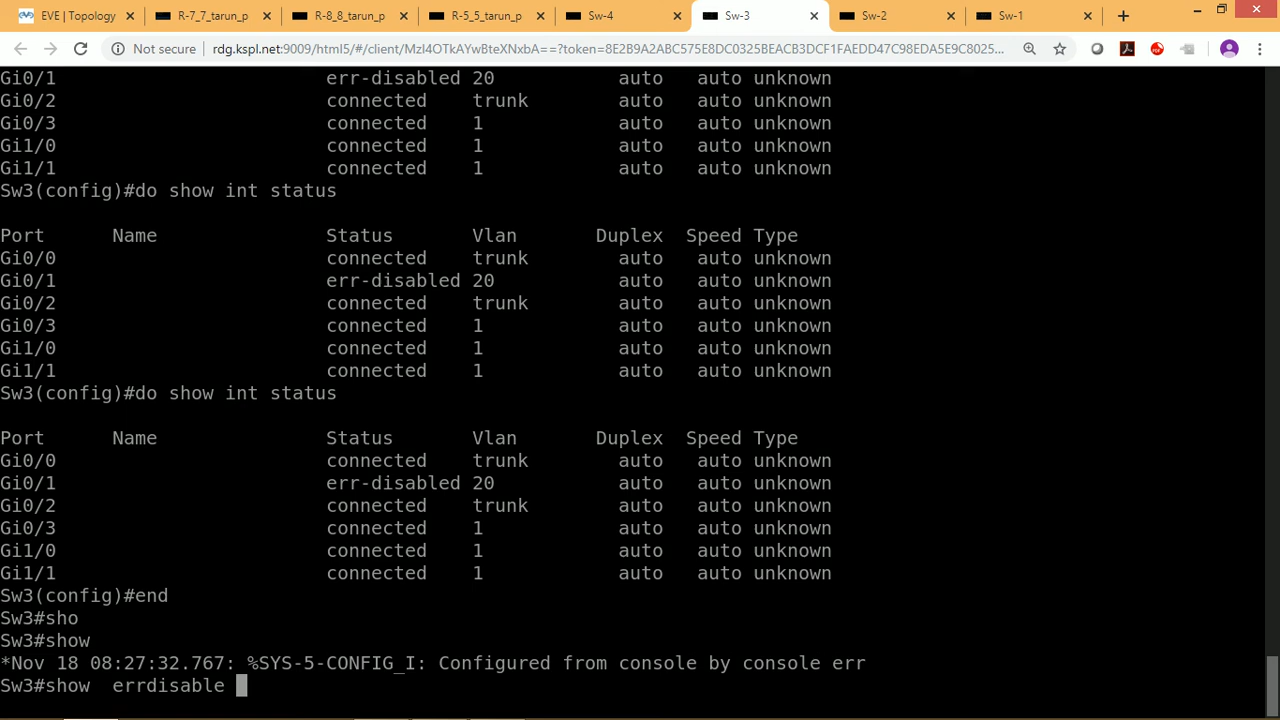 EVE | Topology
R-7_7_tarun_p
R-8_8_tarun_p
R-5_5_tarun_p
Sw-4
Sw-3
Sw-2
Sw-1
Not secure
rdg.kspl.net:9009/html5/#/client/MzI4OTkAYwBteXNxbA==?token=8E2B9A2ABC575E8DC0325BEACB3DCF1FAEDD47C98EDA5E9C8025...
Gi0/1 err-disabled 20 auto auto unknown
Gi0/2 connected trunk auto auto unknown
Gi0/3 connected 1 auto auto unknown
Gi1/0 connected 1 auto auto unknown
Gi1/1 connected 1 auto auto unknown
Sw3(config)#do show int status
Port Name Status Vlan Duplex Speed Type
Gi0/0 connected trunk auto auto unknown
Gi0/1 err-disabled 20 auto auto unknown
Gi0/2 connected trunk auto auto unknown
Gi0/3 connected 1 auto auto unknown
Gi1/0 connected 1 auto auto unknown
Gi1/1 connected 1 auto auto unknown
Sw3(config)#do show int status
Port Name Status Vlan Duplex Speed Type
Gi0/0 connected trunk auto auto unknown
Gi0/1 err-disabled 20 auto auto unknown
Gi0/2 connected trunk auto auto unknown
Gi0/3 connected 1 auto auto unknown
Gi1/0 connected 1 auto auto unknown
Gi1/1 connected 1 auto auto unknown
Sw3(config)#end
Sw3#sho
Sw3#show
*Nov 18 08:27:32.767: %SYS-5-CONFIG_I: Configured from console by console err
Sw3#show  errdisable